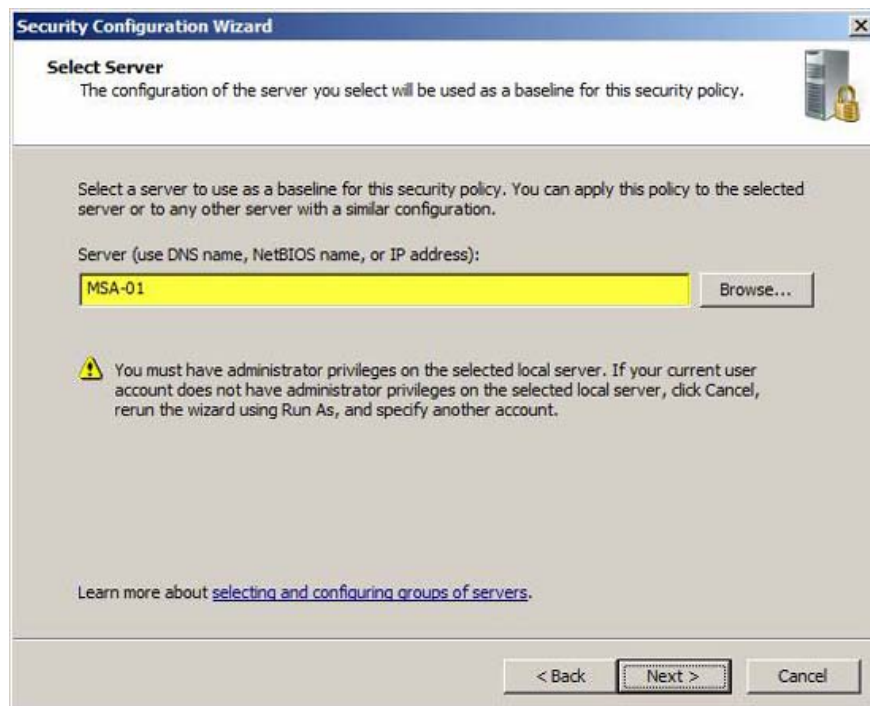 Security Configuration Wizard
Select Server
The configuration of the server you select will be used as a baseline for this security policy.
Select a server to use as a baseline for this security policy. You can apply this policy to the selected
server or to any other server with a similar configuration.
Server (use DNS name, NetBIOS name, or IP address):
MSA-01
Browse...
You must have administrator privileges on the selected local server. If your current user
account does not have administrator privileges on the selected local server, click Cancel,
rerun the wizard using Run As, and specify another account.
Learn more about selecting and configuring groups of servers.
< Back
Next >
Cancel